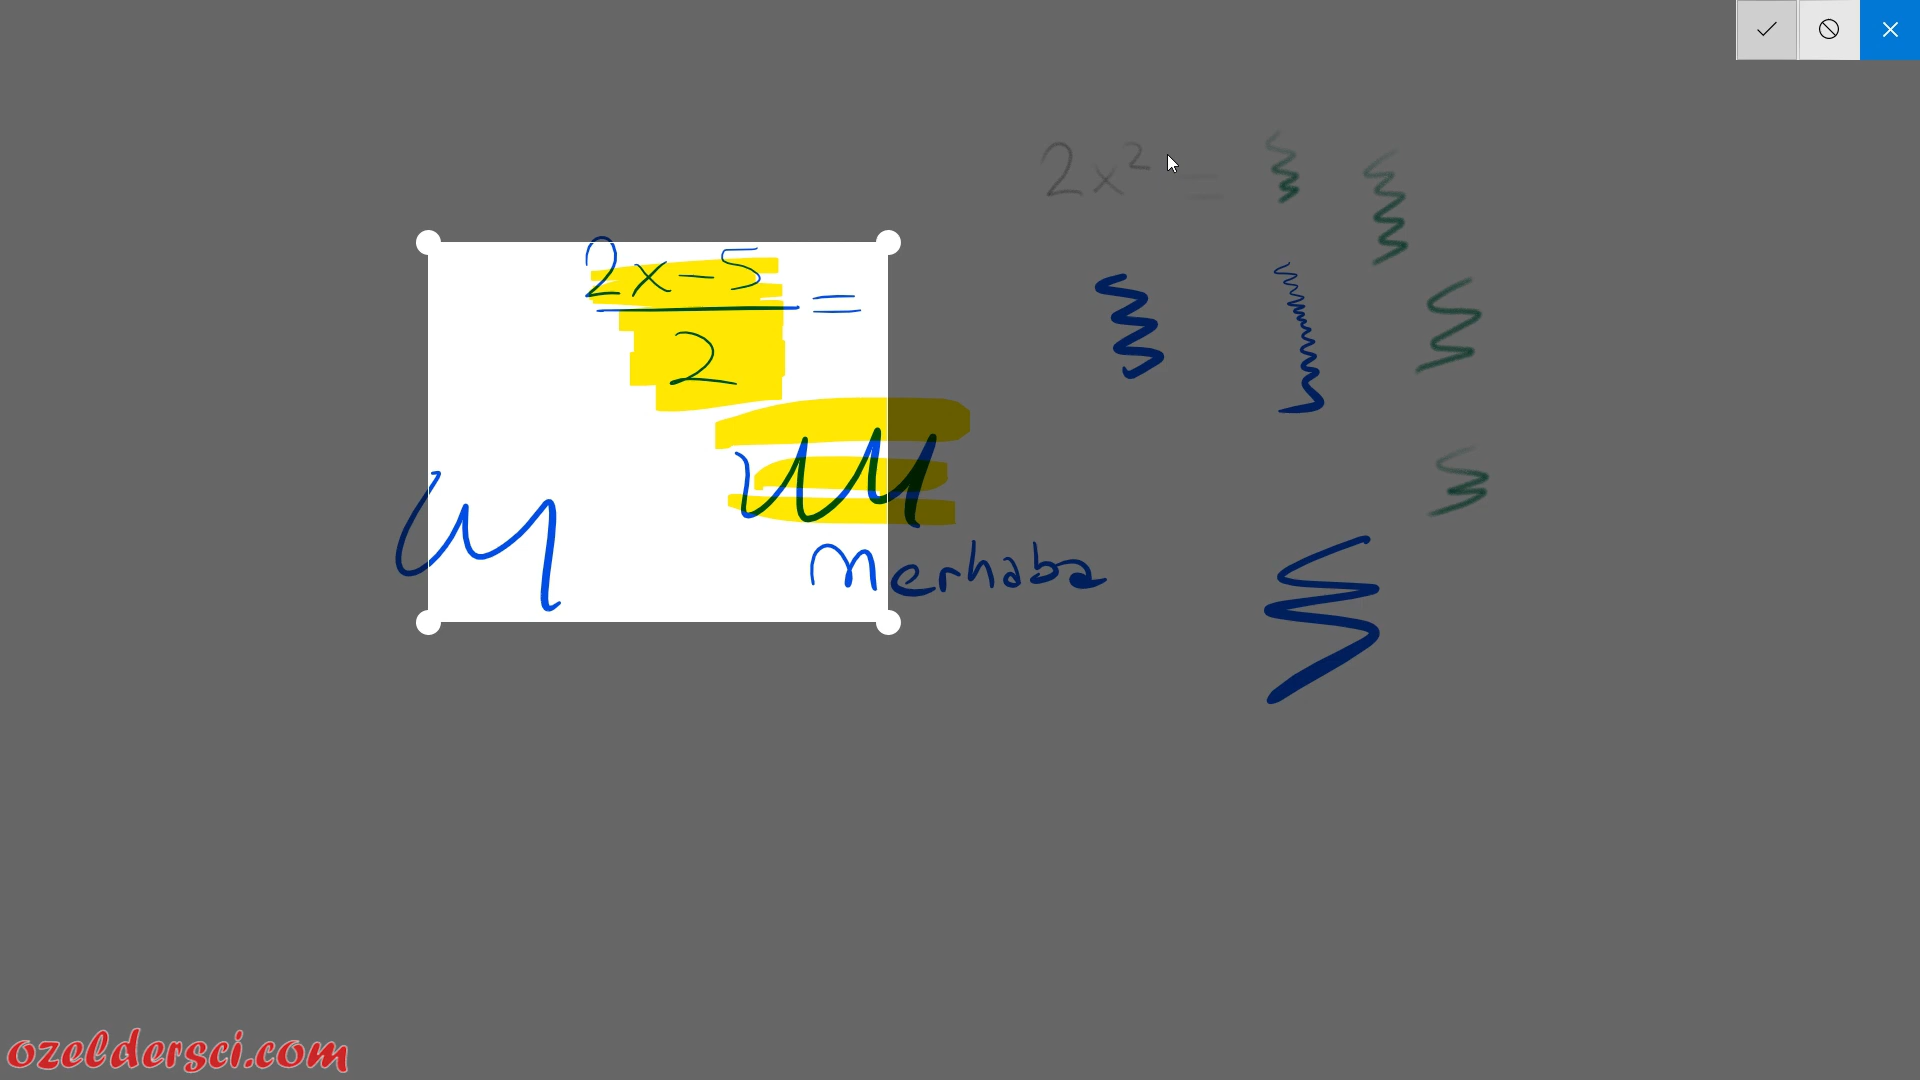 2x² =
2x-5
=
2
Merhaba
ozeldersci.com